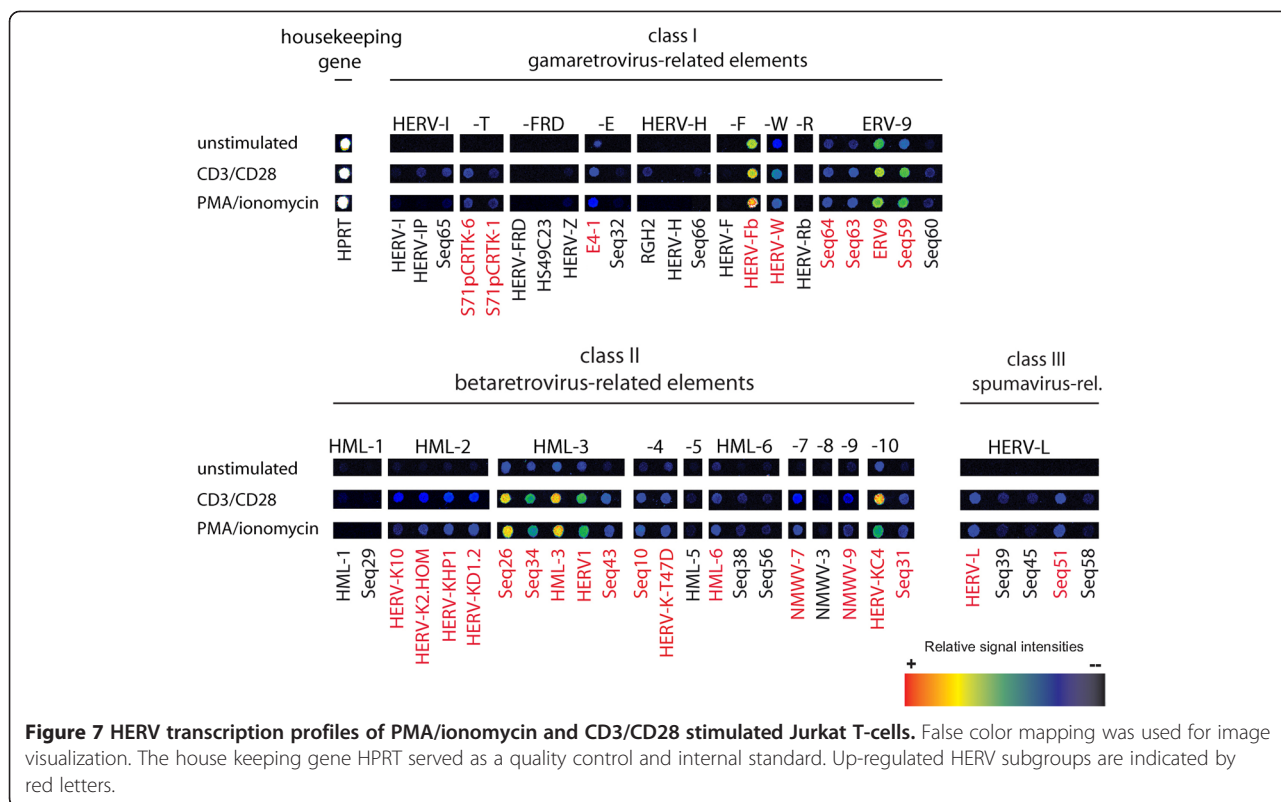 housekeeping
gene
class I
gamaretrovirus-related elements
HERV-I -T -FRD -E HERV-H -F -W -R ERV-9
unstimulated
CD3/CD28
PMA/ionomycin
HPRT
HERV-I
HERV-IP
Seq65
S71pCRTK-6
S71pCRTK-1
HERV-FRD
HS49C23
HERV-Z
E4-1
Seq32
RGH2
HERV-H
Seq66
HERV-F
HERV-Fb
HERV-W
HERV-Rb
Seq64
Seq63
ERV9
Seq59
Seq60
class II
betaretrovirus-related elements
class III
spumavirus-rel.
HML-1 HML-2 HML-3 -4 -5 HML-6 -7 -8 -9 -10 HERV-L
unstimulated
CD3/CD28
PMA/ionomycin
HML-1
Seq29
HERV-K10
HERV-K2.HOM
HERV-KHP1
HERV-KD1.2
Seq26
Seq34
HML-3
HERV1
Seq43
Seq10
HERV-K-T47D
HML-5
HML-6
Seq38
Seq56
NMWV-7
NMWV-3
NMWV-9
HERV-KC4
Seq31
HERV-L
Seq39
Seq45
Seq51
Seq58
Relative signal intensities
+ --
Figure 7 HERV transcription profiles of PMA/ionomycin and CD3/CD28 stimulated Jurkat T-cells. False color mapping was used for image
visualization. The house keeping gene HPRT served as a quality control and internal standard. Up-regulated HERV subgroups are indicated by
red letters.